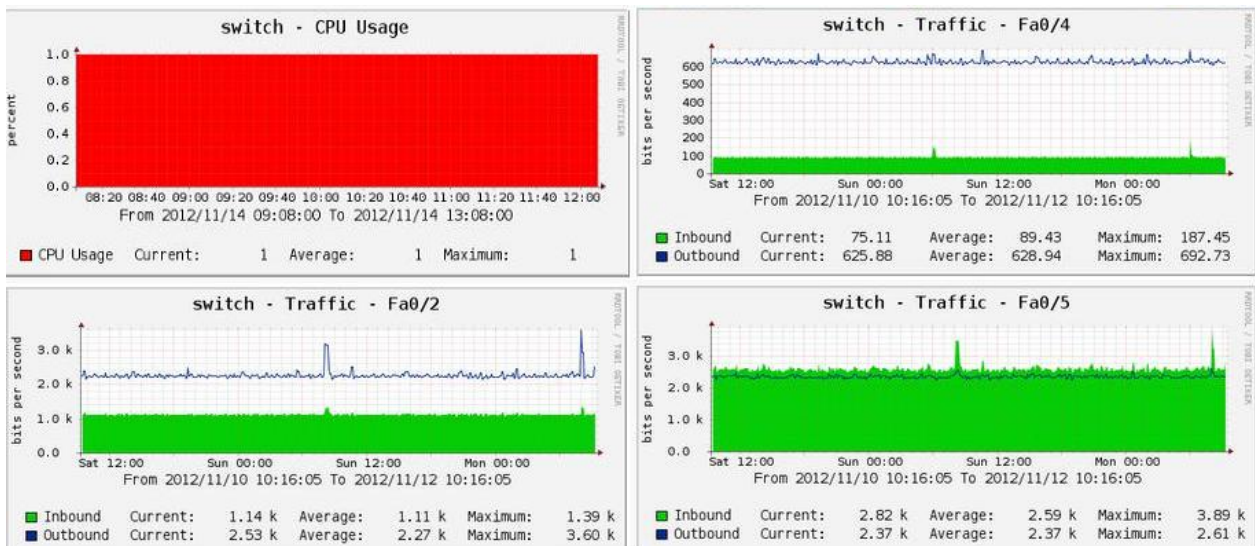 switch - CPU Usage
RRDTOOL / TOBI OETIKER
percent
1.0
0.8
0.6
0.4
0.2
0.0
08:20 08:40 09:00 09:20 09:40 10:00 10:20 10:40 11:00 11:20 11:40 12:00
From 2012/11/14 09:08:00 To 2012/11/14 13:08:00
CPU Usage Current: 1 Average: 1 Maximum: 1
switch - Traffic - Fa0/4
RRDTOOL / TOBI OETIKER
bits per second
600
500
400
300
200
100
0
Sat 12:00 Sun 00:00 Sun 12:00 Mon 00:00
From 2012/11/10 10:16:05 To 2012/11/12 10:16:05
Inbound Current: 75.11 Average: 89.43 Maximum: 187.45
Outbound Current: 625.88 Average: 628.94 Maximum: 692.73
switch - Traffic - Fa0/2
RRDTOOL / TOBI OETIKER
bits per second
3.0 k
2.0 k
1.0 k
0.0
Sat 12:00 Sun 00:00 Sun 12:00 Mon 00:00
From 2012/11/10 10:16:05 To 2012/11/12 10:16:05
Inbound Current: 1.14 k Average: 1.11 k Maximum: 1.39 k
Outbound Current: 2.53 k Average: 2.27 k Maximum: 3.60 k
switch - Traffic - Fa0/5
RRDTOOL / TOBI OETIKER
bits per second
3.0 k
2.0 k
1.0 k
0.0
Sat 12:00 Sun 00:00 Sun 12:00 Mon 00:00
From 2012/11/10 10:16:05 To 2012/11/12 10:16:05
Inbound Current: 2.82 k Average: 2.59 k Maximum: 3.89 k
Outbound Current: 2.37 k Average: 2.37 k Maximum: 2.61 k